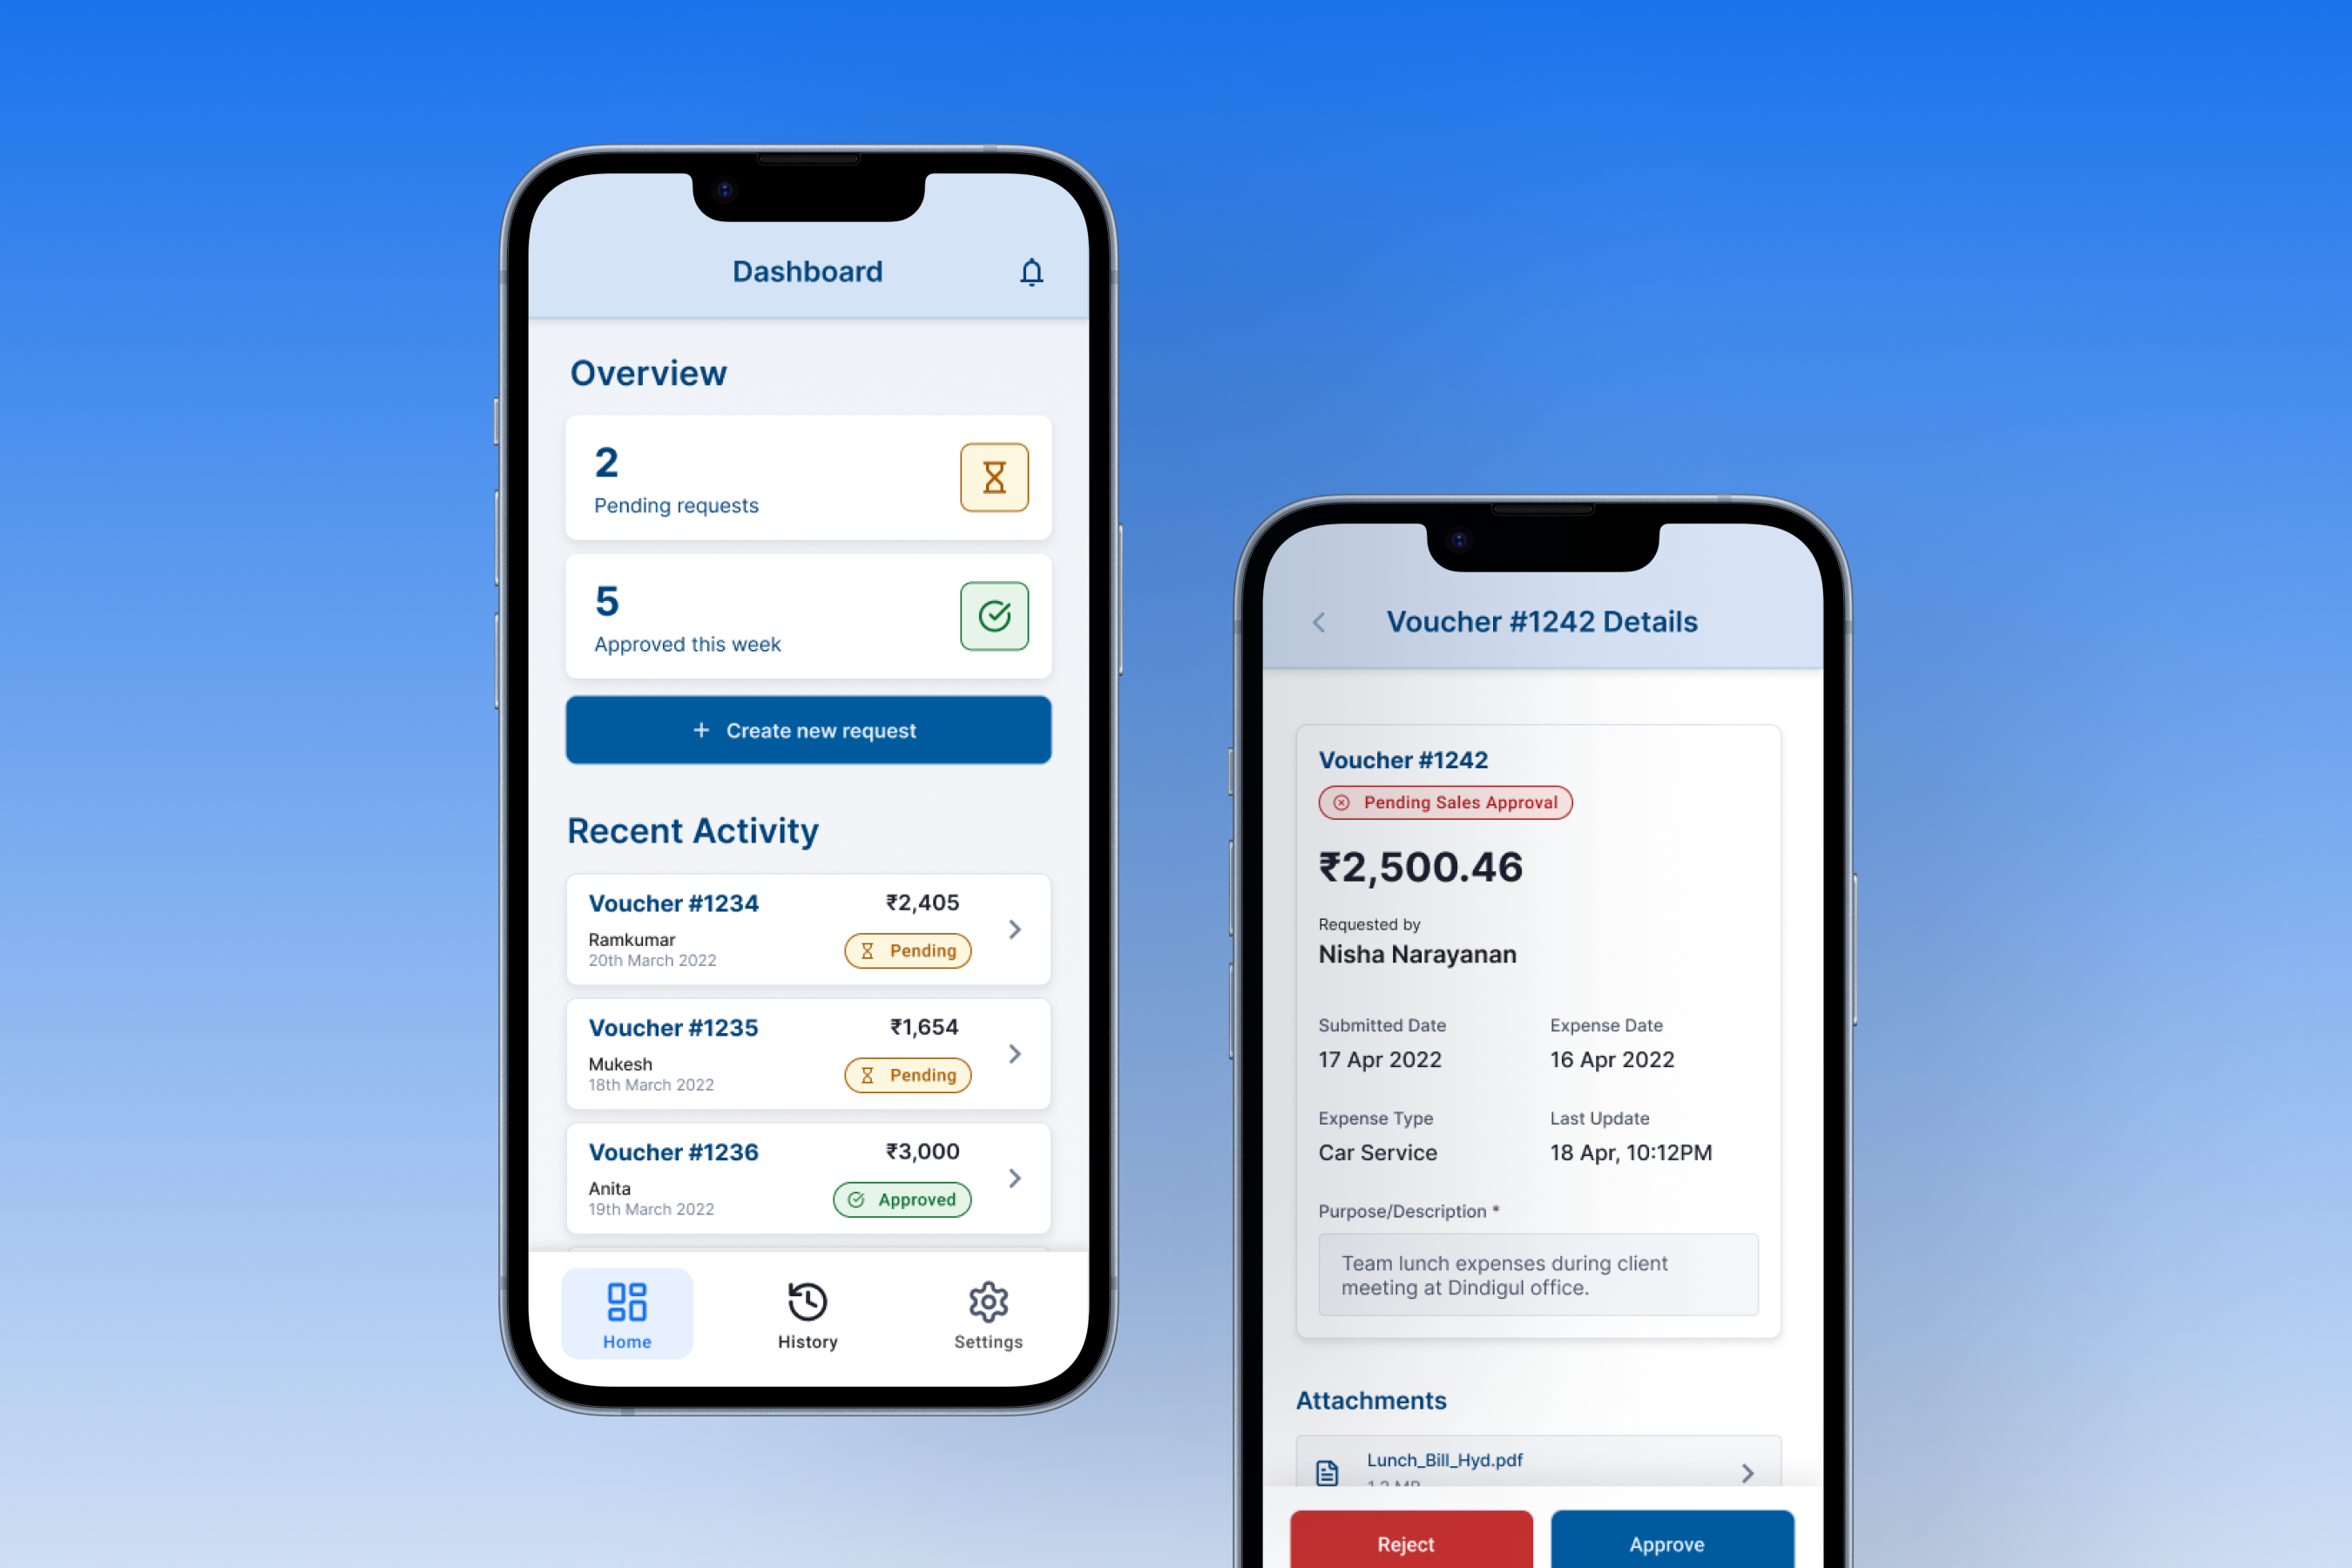 Dashboard
Overview
2
Pending requests
5
Approved this week
+ Create new request
Recent Activity
Voucher #1234
₹2,405
Ramkumar
20th March 2022
Pending
Voucher #1235
₹1,654
Mukesh
18th March 2022
Pending
Voucher #1236
₹3,000
Anita
19th March 2022
Approved
Home
History
Settings
Voucher #1242 Details
Voucher #1242
Pending Sales Approval
₹2,500.46
Requested by
Nisha Narayanan
Submitted Date
Expense Date
17 Apr 2022
16 Apr 2022
Expense Type
Last Update
Car Service
18 Apr, 10:12PM
Purpose/Description *
Team lunch expenses during client
meeting at Dindigul office.
Attachments
Lunch_Bill_Hyd.pdf
Reject
Approve